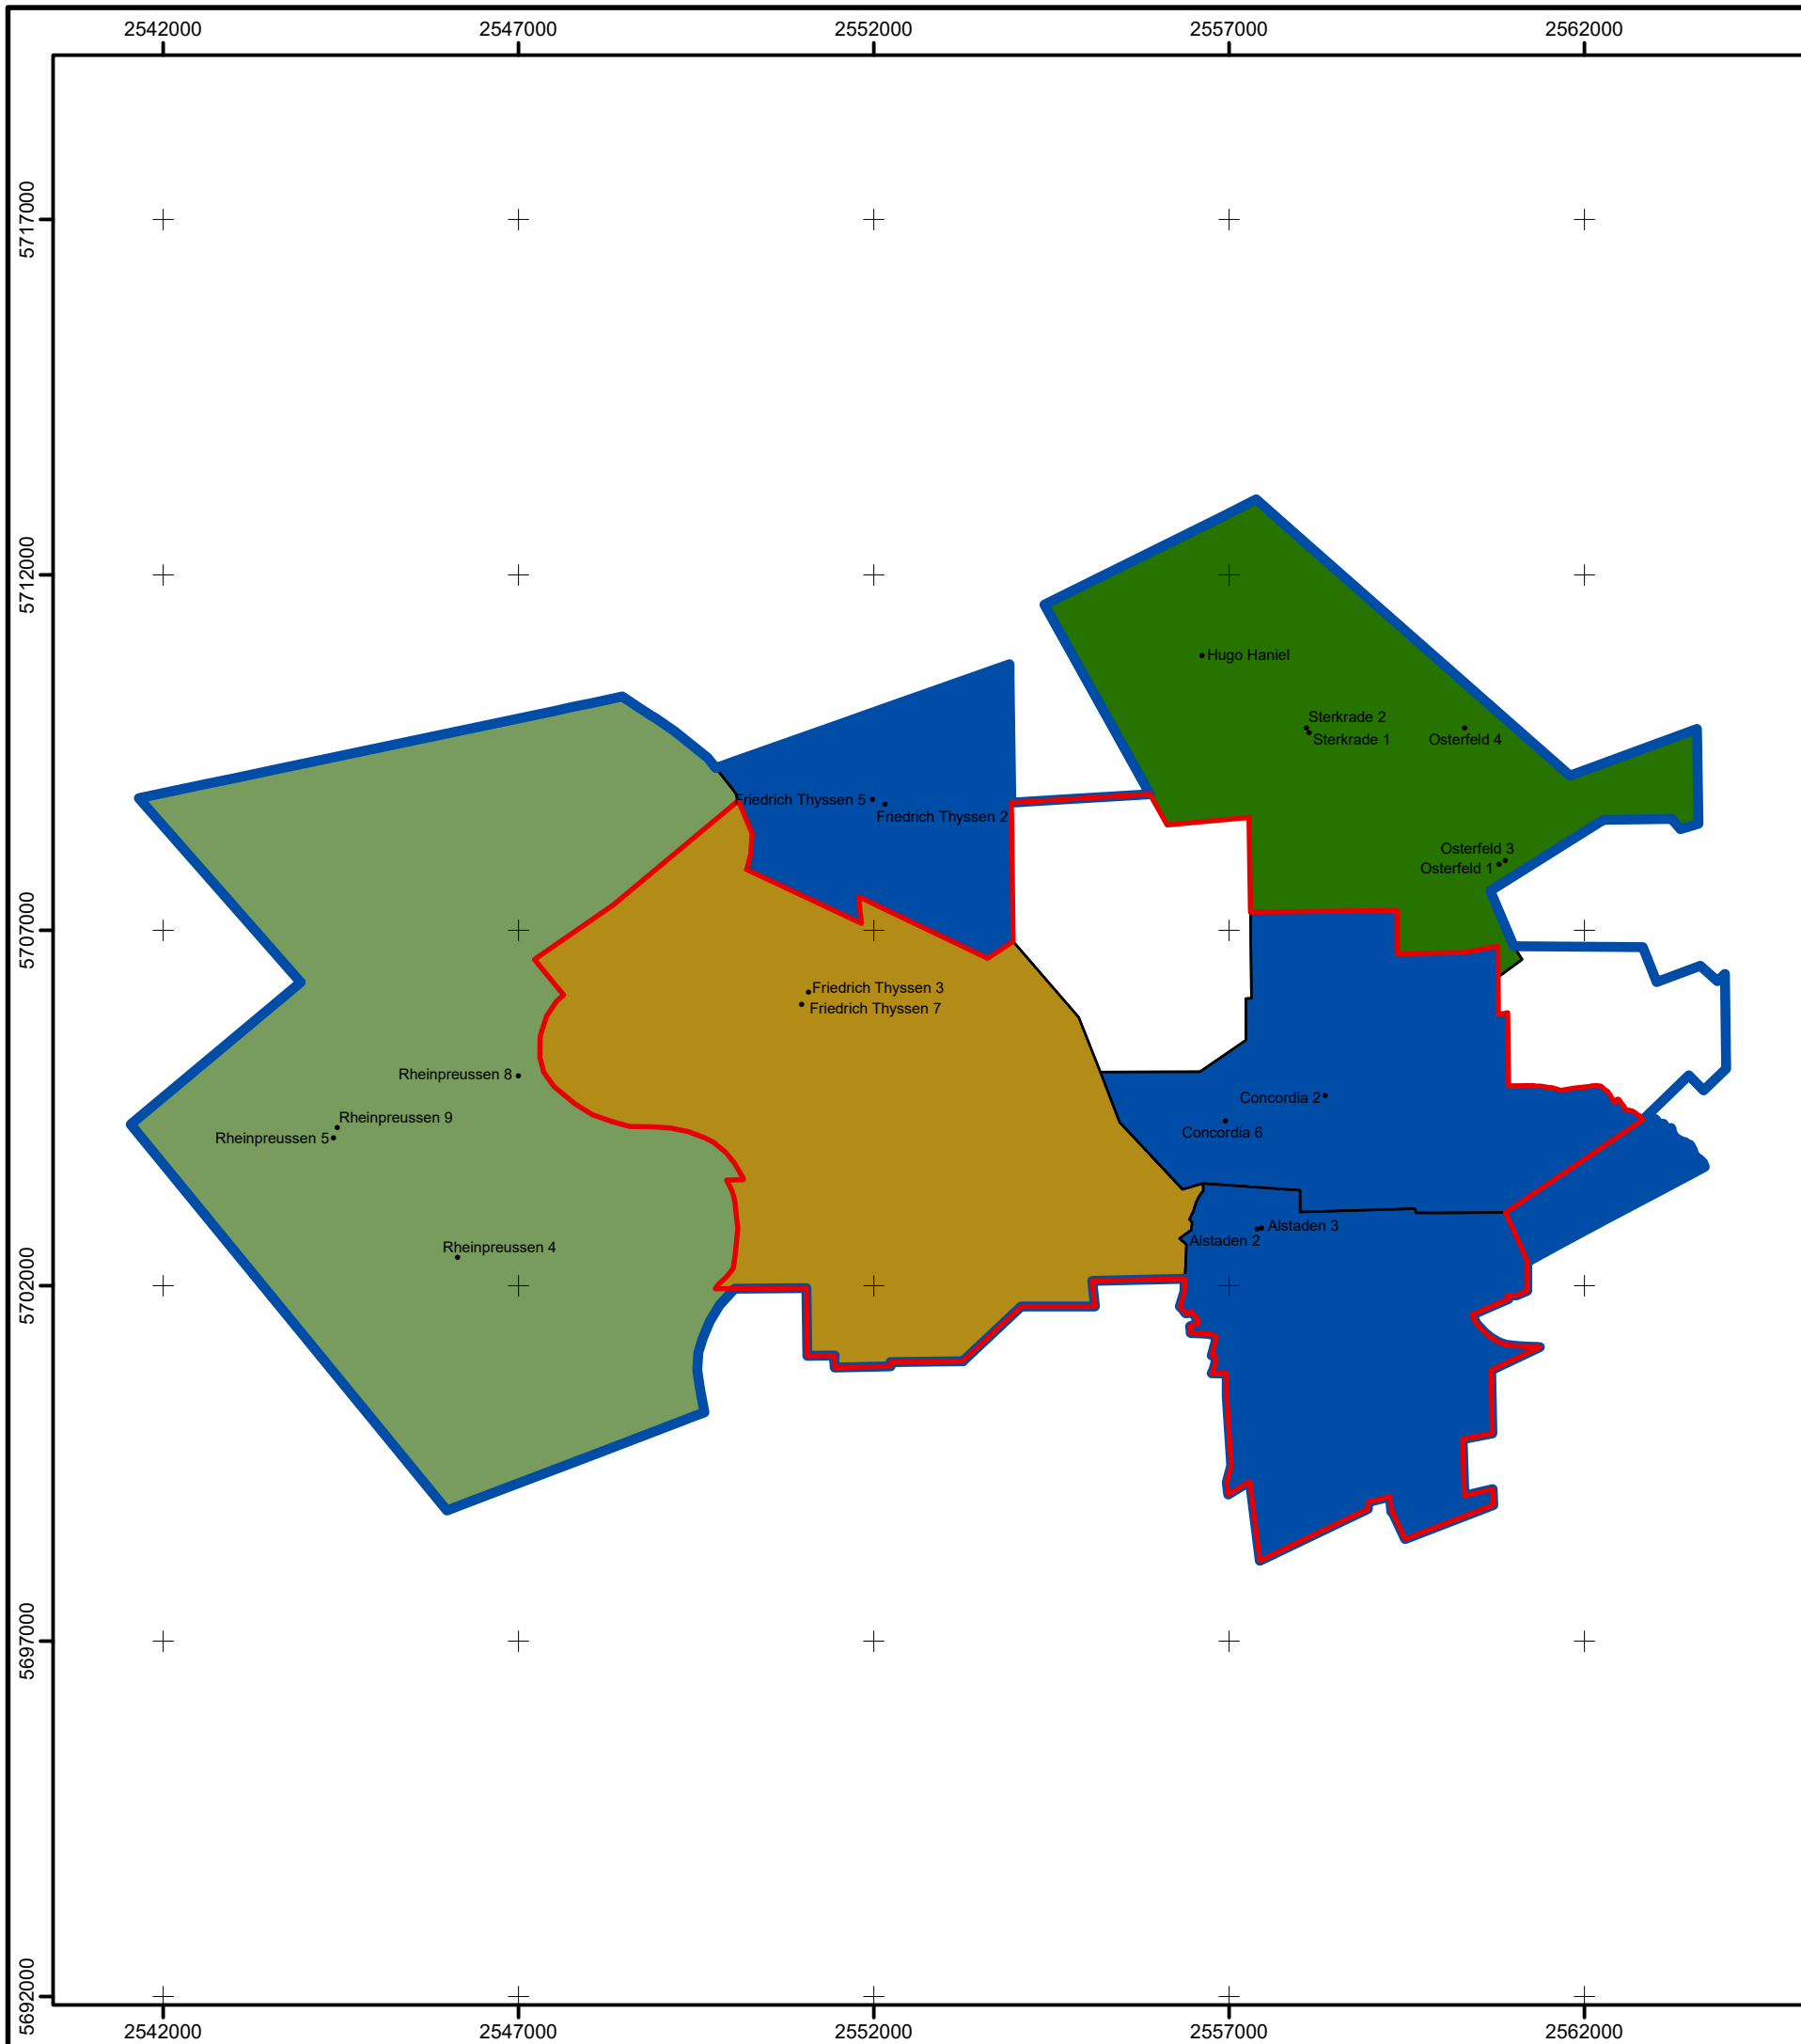 2542000
2547000
2552000
2557000
2562000
5717000
5712000
5707000
5702000
5697000
5692000
Hugo Haniel
Sterkrade 2
Sterkrade 1
Osterfeld 4
Friedrich Thyssen 5
Friedrich Thyssen 2
Osterfeld 3
Osterfeld 1
Friedrich Thyssen 3
Friedrich Thyssen 7
Rheinpreussen 8
Concordia 2
Rheinpreussen 9
Concordia 6
Rheinpreussen 5
Alstaden 3
Alstaden 2
Rheinpreussen 4
2542000
2547000
2552000
2557000
2562000